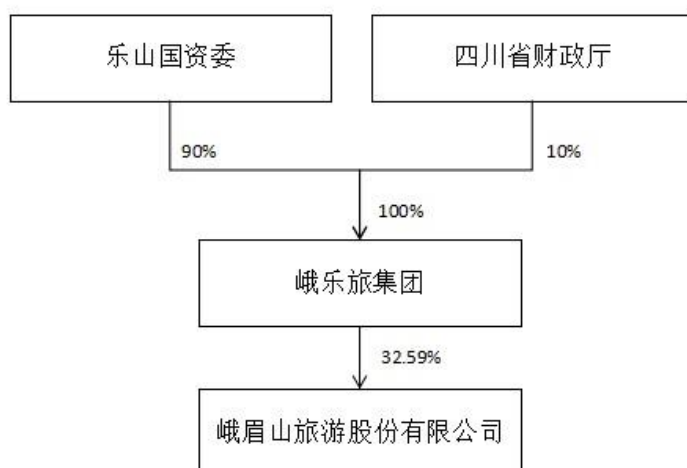 乐山国资委
四川省财政厅
90%
10%
100%
峨乐旅集团
32.59%
峨眉山旅游股份有限公司